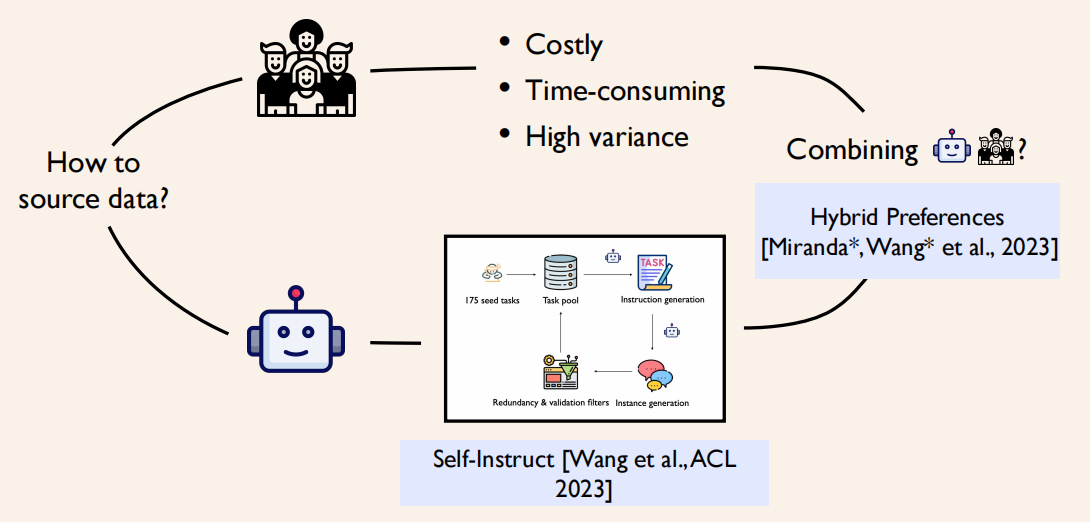 How to
source data?
• Costly
• Time-consuming
• High variance
Combining ?
Hybrid Preferences
[Miranda*, Wang* et al., 2023]
175 seed tasks
Task pool
TASK
Instruction generation
Redundancy & validation filters
Instance generation
Self-Instruct [Wang et al., ACL
2023]